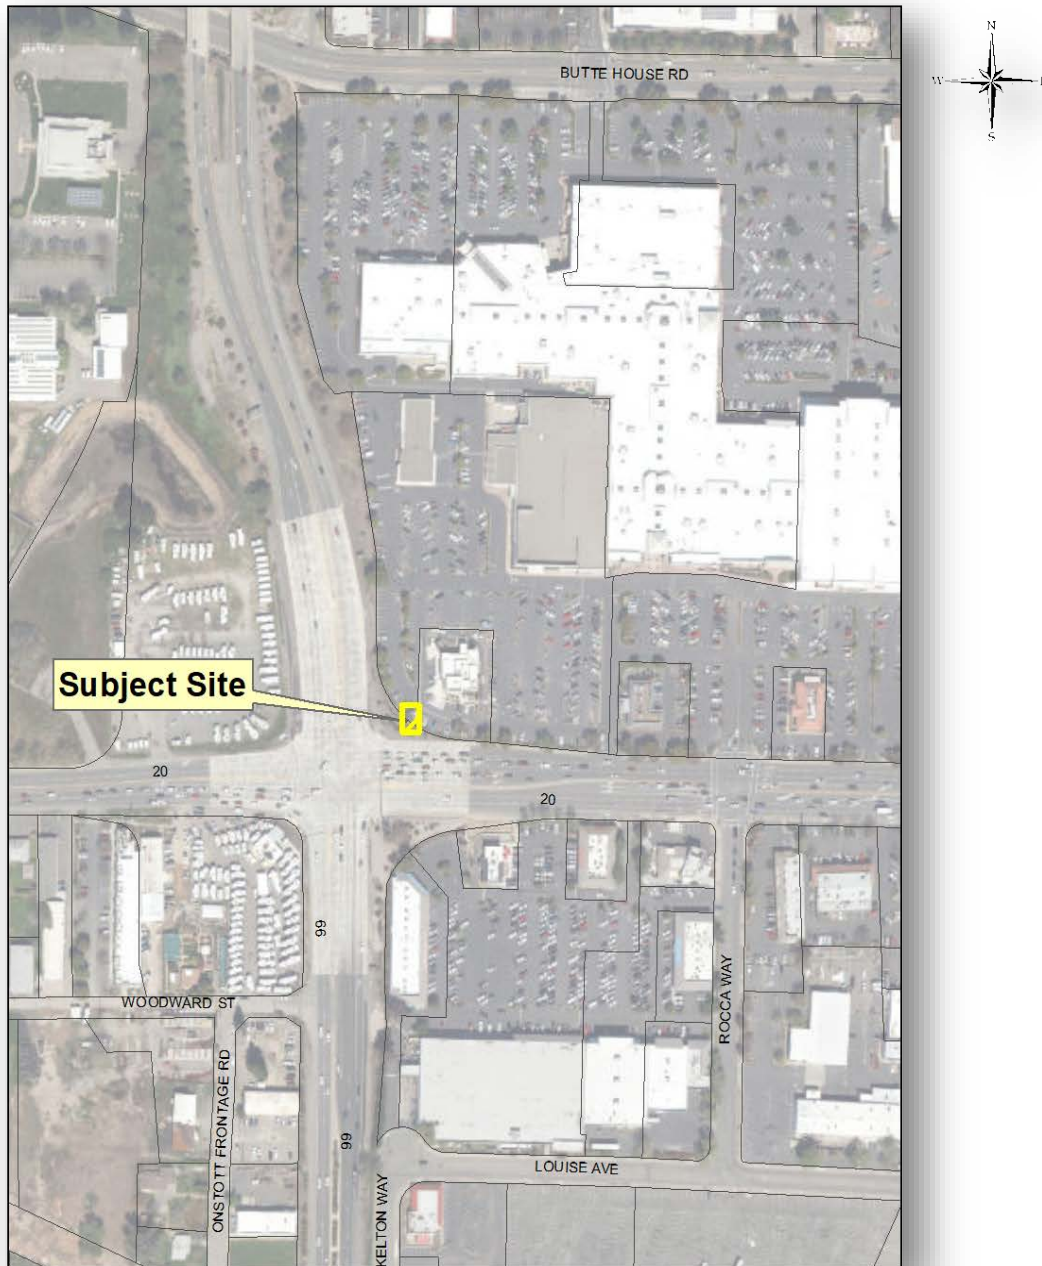 N
W
S
BUTTE HOUSE RD
Subject Site
20
20
99
WOODWARD ST
ROCCA WAY
ONSTOTT FRONTAGE RD
99
LOUISE AVE
KELTON WAY